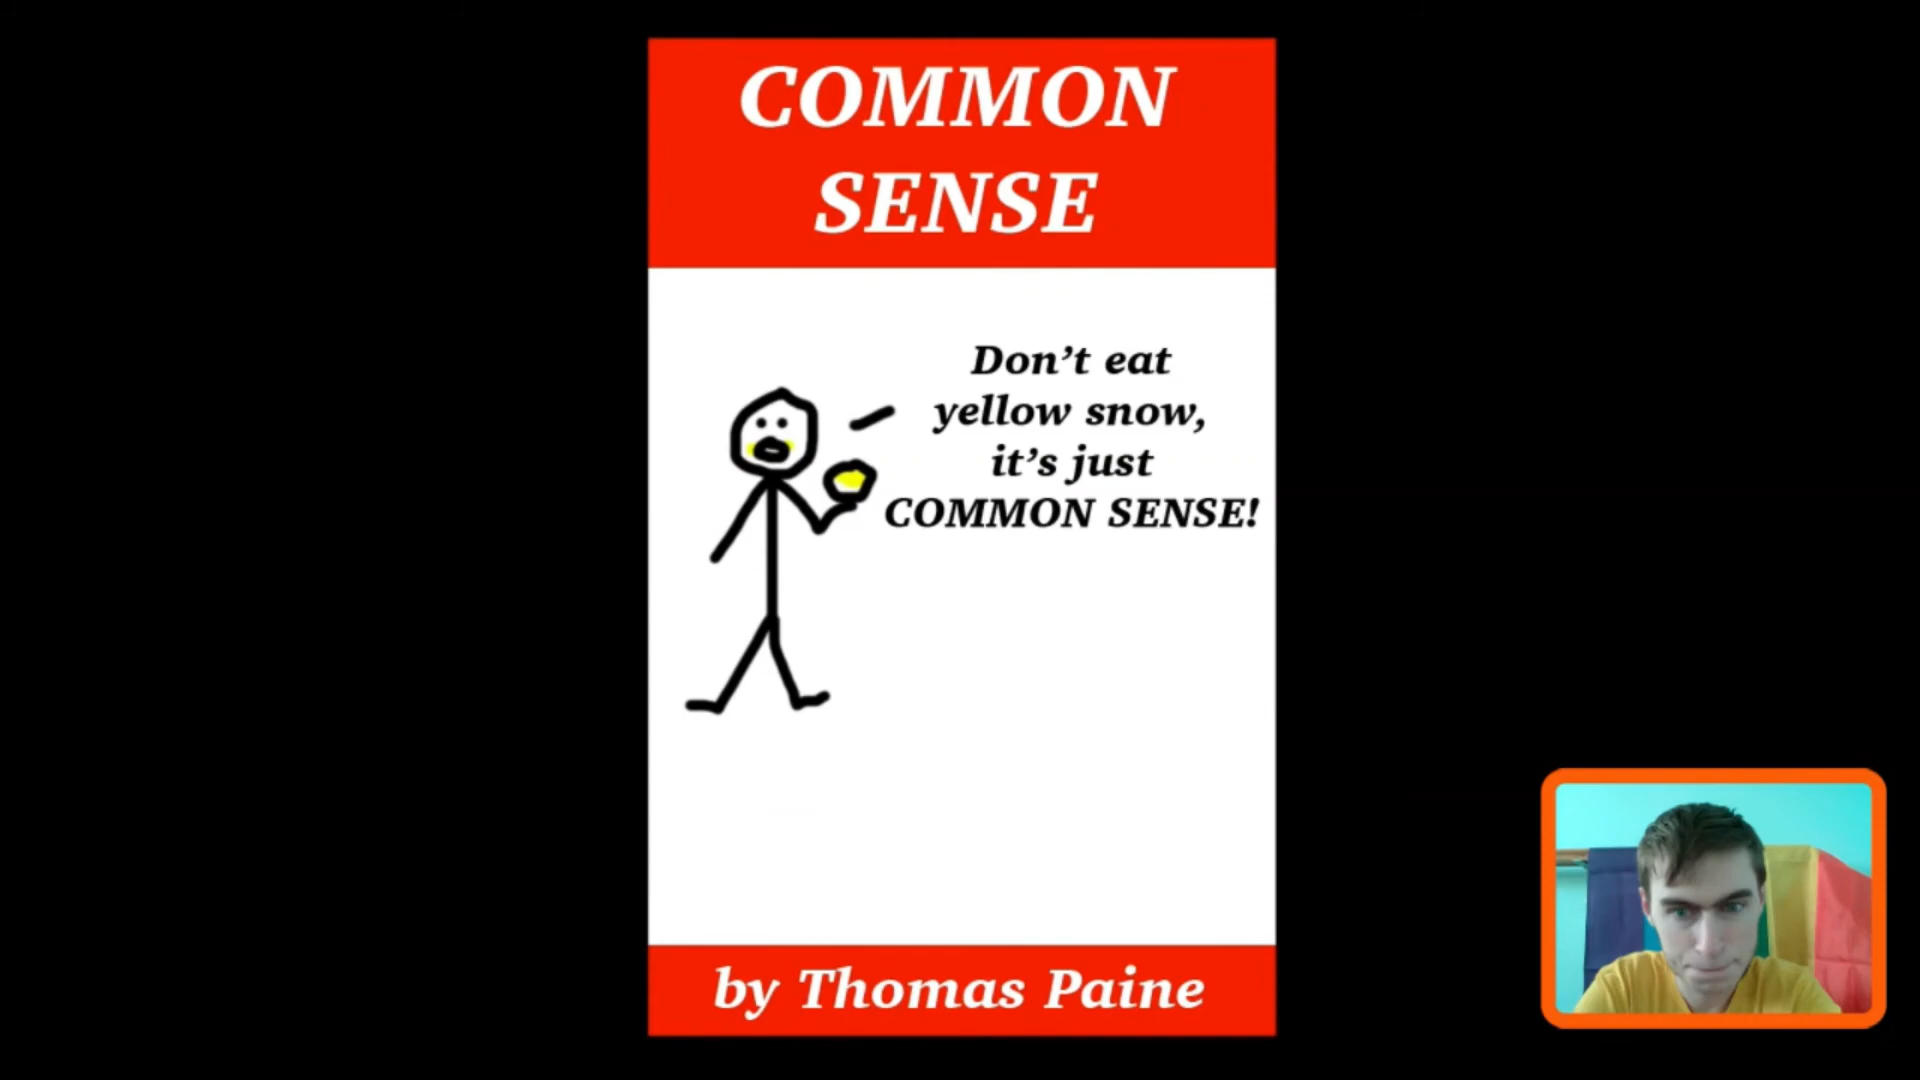 COMMON
SENSE
Don't eat
yellow snow,
it's just
COMMON SENSE!
by Thomas Paine